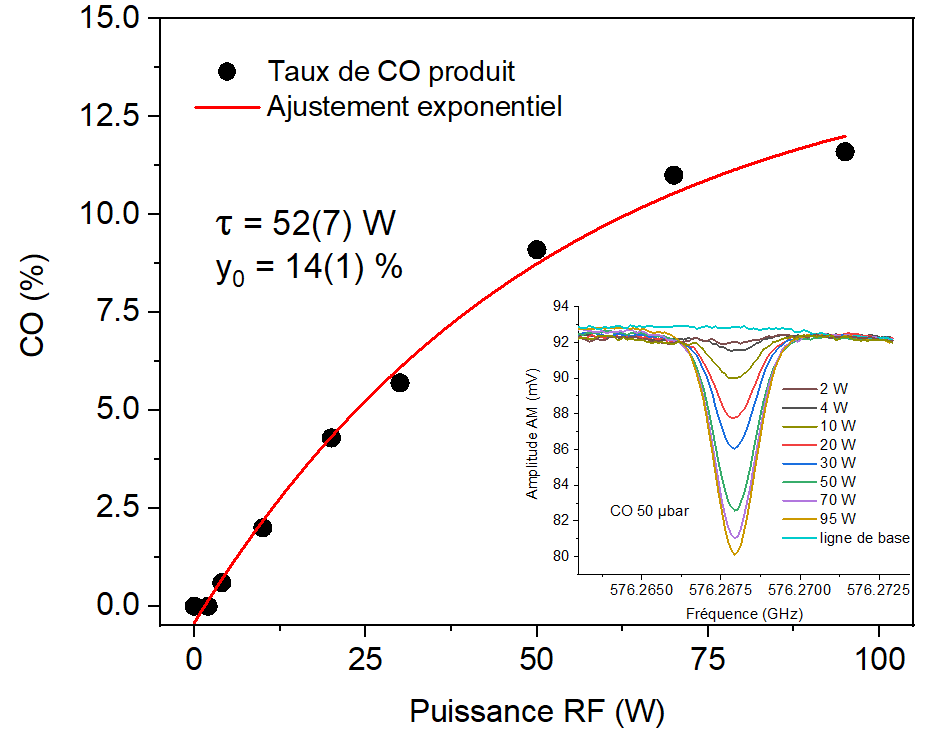 15.0
12.5
10.0
7.5
5.0
2.5
0.0
CO (%)
Taux de CO produit
Ajustement exponentiel
τ = 52(7) W
y₀ = 14(1) %
94
92
90
88
86
84
82
80
Amplitude AM (mV)
2 W
4 W
10 W
20 W
30 W
50 W
70 W
95 W
ligne de base
CO 50 µbar
576.2650 576.2675 576.2700 576.2725
Fréquence (GHz)
0 25 50 75 100
Puissance RF (W)